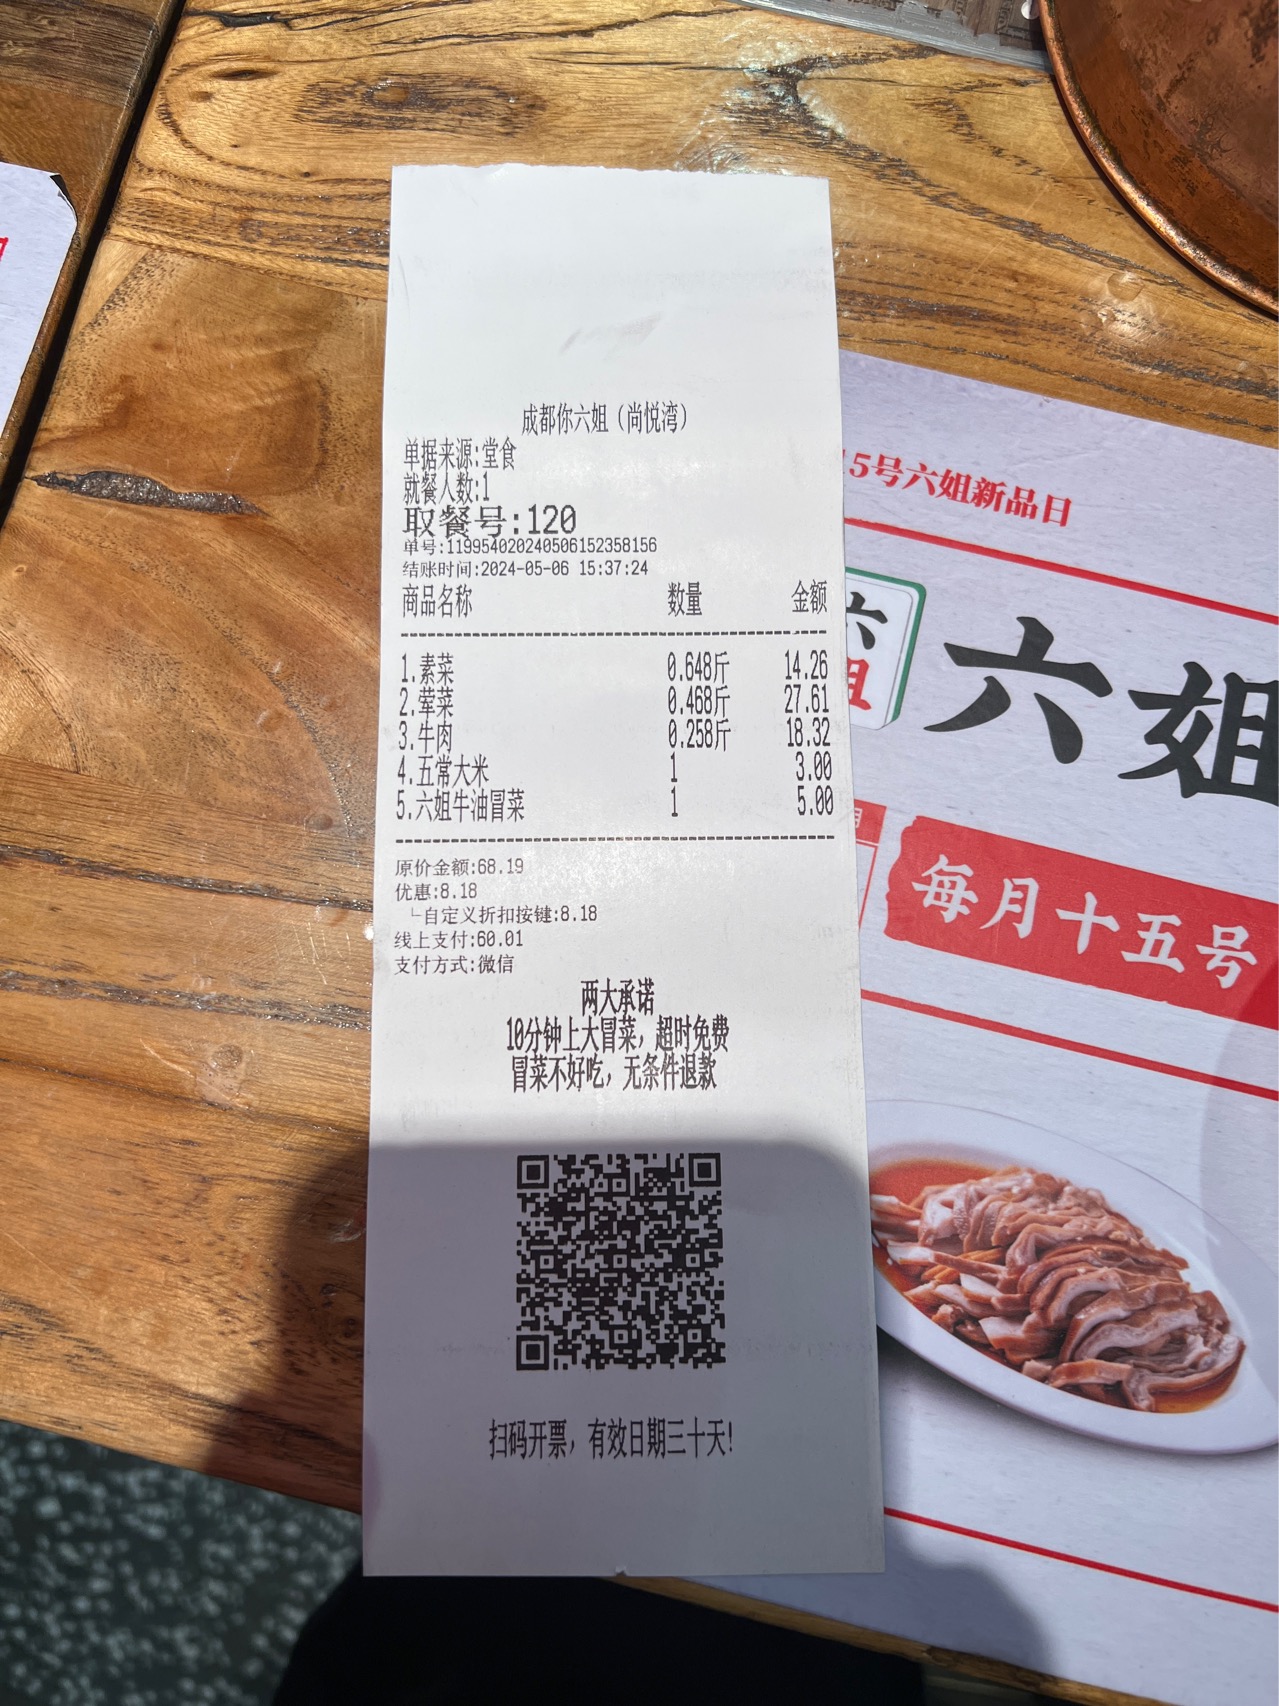 成都你六姐（尚悦湾）
单据来源:堂食
就餐人数:1
取餐号:120
单号:119954020240506152358156
结账时间:2024-05-06 15:37:24
商品名称 数量 金额
1.素菜 0.648斤 14.26
2.荤菜 0.468斤 27.61
3.牛肉 0.258斤 18.32
4.五常大米 1 3.00
5.六姐牛油冒菜 1 5.00
原价金额:68.19
优惠:8.18
└自定义折扣按键:8.18
线上支付:60.01
支付方式:微信
两大承诺
10分钟上大冒菜，超时免费
冒菜不好吃，无条件退款
扫码开票，有效日期三十天!
15号六姐新品日
六姐
六姐
每月十五号